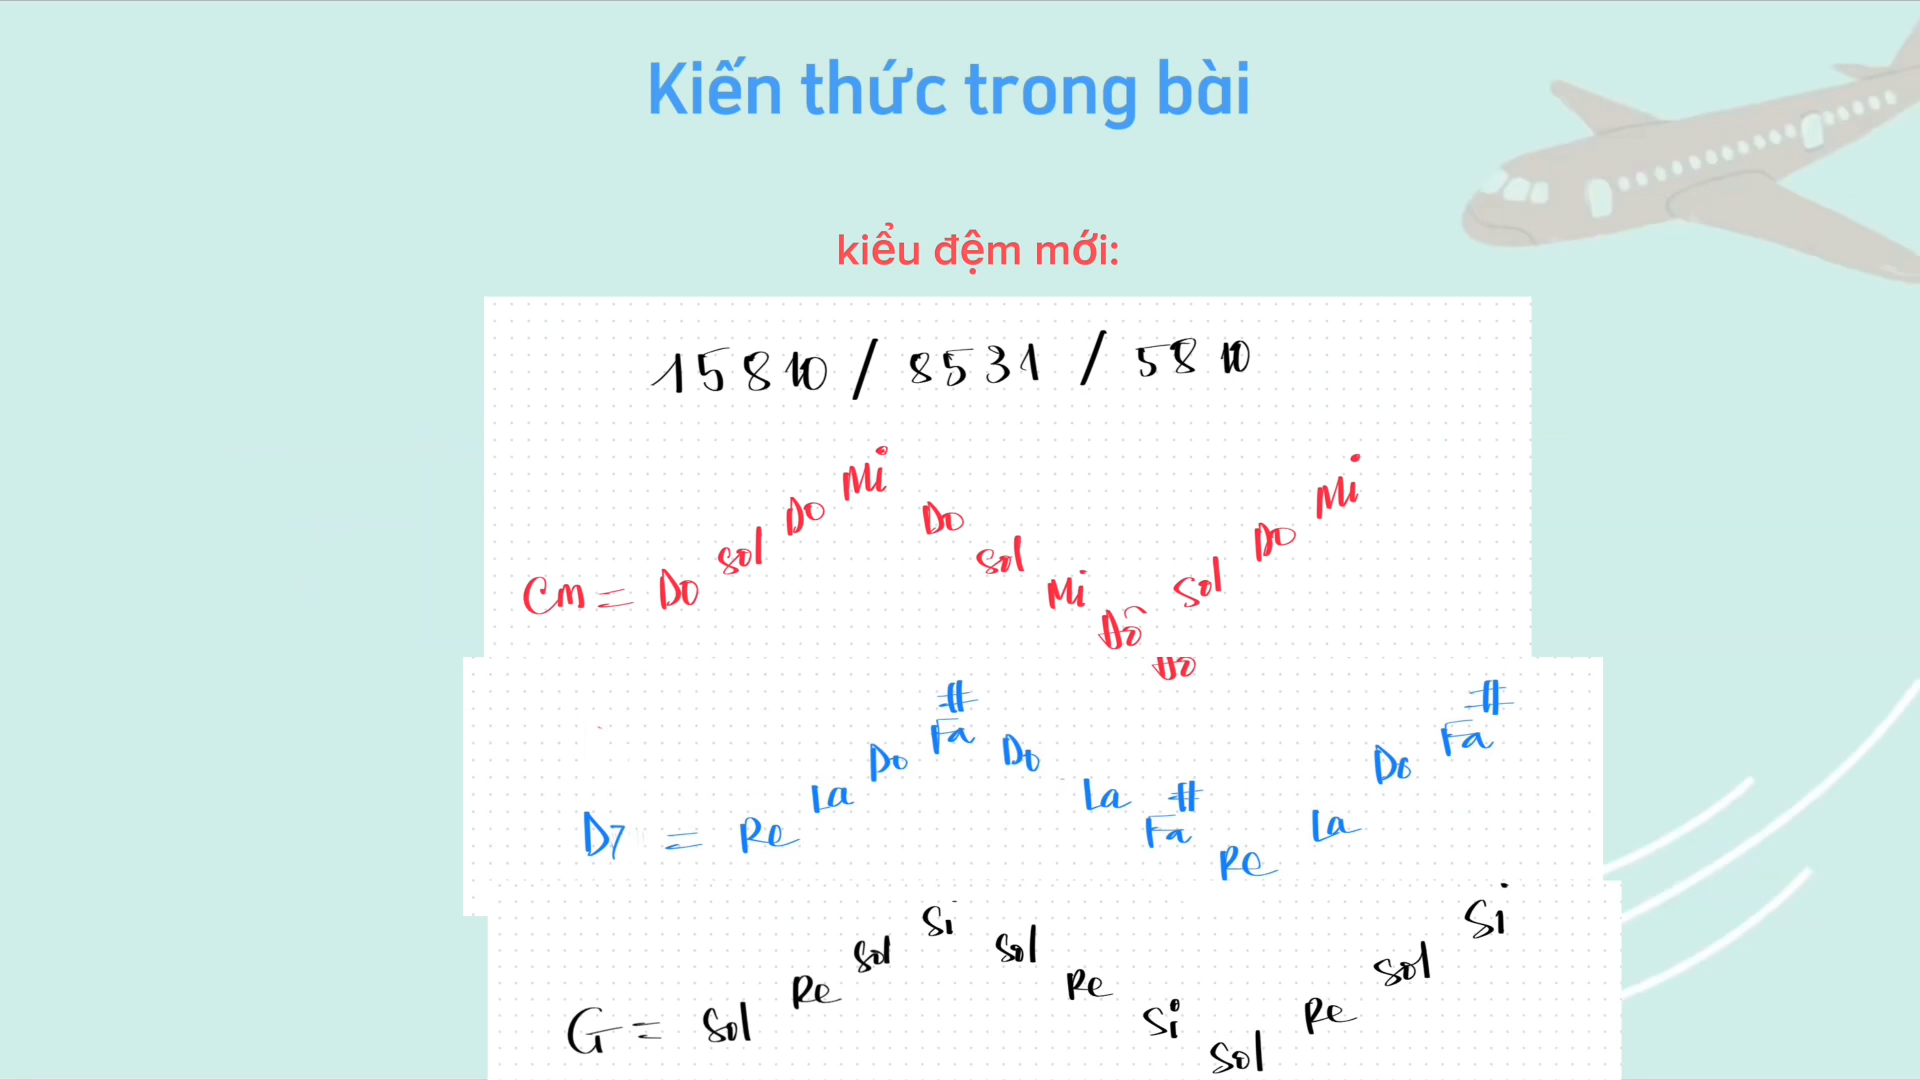 Kiến thức trong bài
kiểu đệm mới:
15810 / 8531 / 5810
Cm = Do sol Do Mi Do sol Mi Đô sol Do Mi
D7 = Re La Do Fa# Do La Fa# Re La Do Fa#
G = Sol Re Sol Si Sol Re Si Sol Re Sol Si